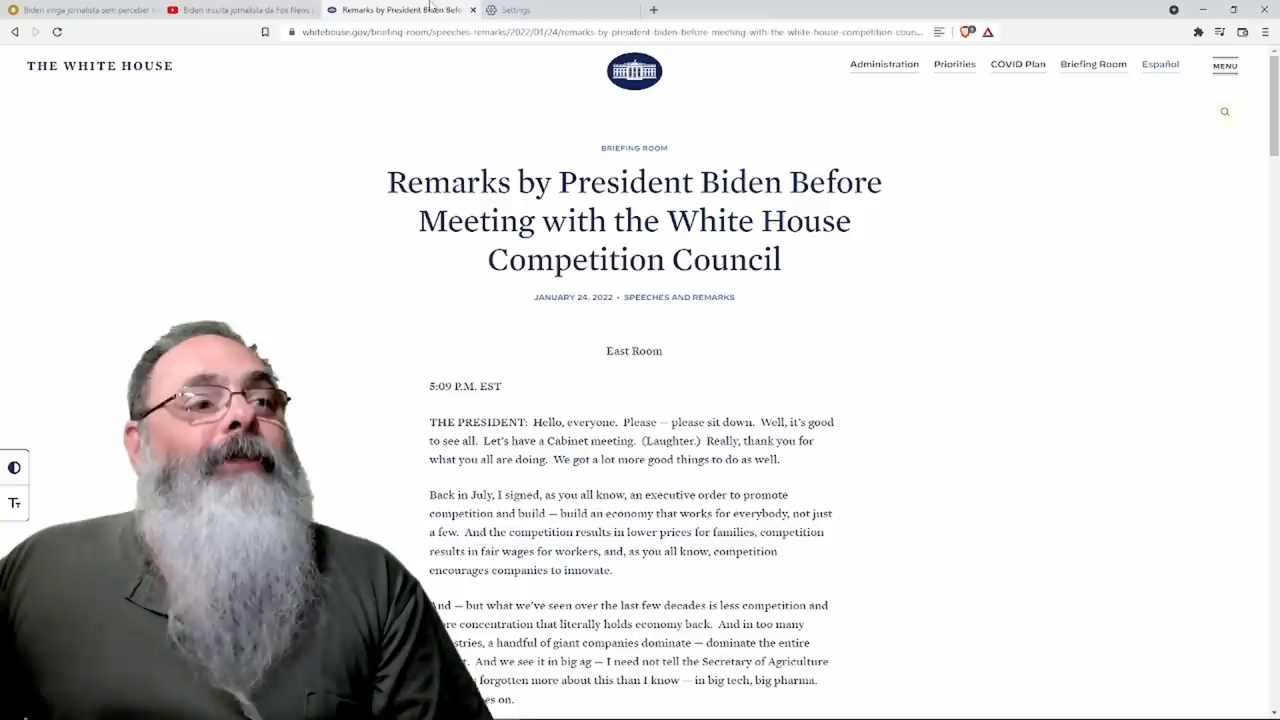 Biden xinga jornalista sem perceber
Biden insulta jornalista da Fox News
Remarks by President Biden Befo
Settings
whitehouse.gov/briefing-room/speeches-remarks/2022/01/24/remarks-by-president-biden-before-meeting-with-the-white-house-competition-coun...
THE WHITE HOUSE
Administration
Priorities
COVID Plan
Briefing Room
Español
MENU
BRIEFING ROOM
Remarks by President Biden Before
Meeting with the White House
Competition Council
JANUARY 24, 2022 • SPEECHES AND REMARKS
East Room
5:09 P.M. EST
THE PRESIDENT: Hello, everyone. Please — please sit down. Well, it's good
to see all. Let's have a Cabinet meeting. (Laughter.) Really, thank you for
what you all are doing. We got a lot more good things to do as well.
Back in July, I signed, as you all know, an executive order to promote
competition and build — build an economy that works for everybody, not just
a few. And the competition results in lower prices for families, competition
results in fair wages for workers, and, as you all know, competition
encourages companies to innovate.
And — but what we've seen over the last few decades is less competition and
concentration that literally holds economy back. And in too many
a handful of giant companies dominate — dominate the entire
And we see it in big ag — I need not tell the Secretary of Agriculture
forgotten more about this than I know — in big tech, big pharma.
on.
Tт